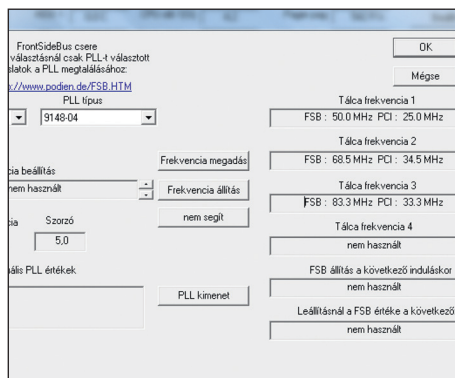 FrontSideBus csere
választásnál csak PLL-t választott
slatok a PLL megtalálásához:
://www.podien.de/FSB.HTM
PLL típus
9148-04
cia beállítás
nem használt
cia
Szorzó
5,0
ális PLL értékek
Frekvencia megadás
Frekvencia állítás
nem segít
PLL kimenet
OK
Mégse
Tálca frekvencia 1
FSB : 50.0 MHz PCI : 25.0 MHz
Tálca frekvencia 2
FSB : 68.5 MHz PCI : 34.5 MHz
Tálca frekvencia 3
FSB : 83.3 MHz PCI : 33.3 MHz
Tálca frekvencia 4
nem használt
FSB állítás a következő induláskor
nem használt
Leállításnál a FSB értéke a következő
nem használt